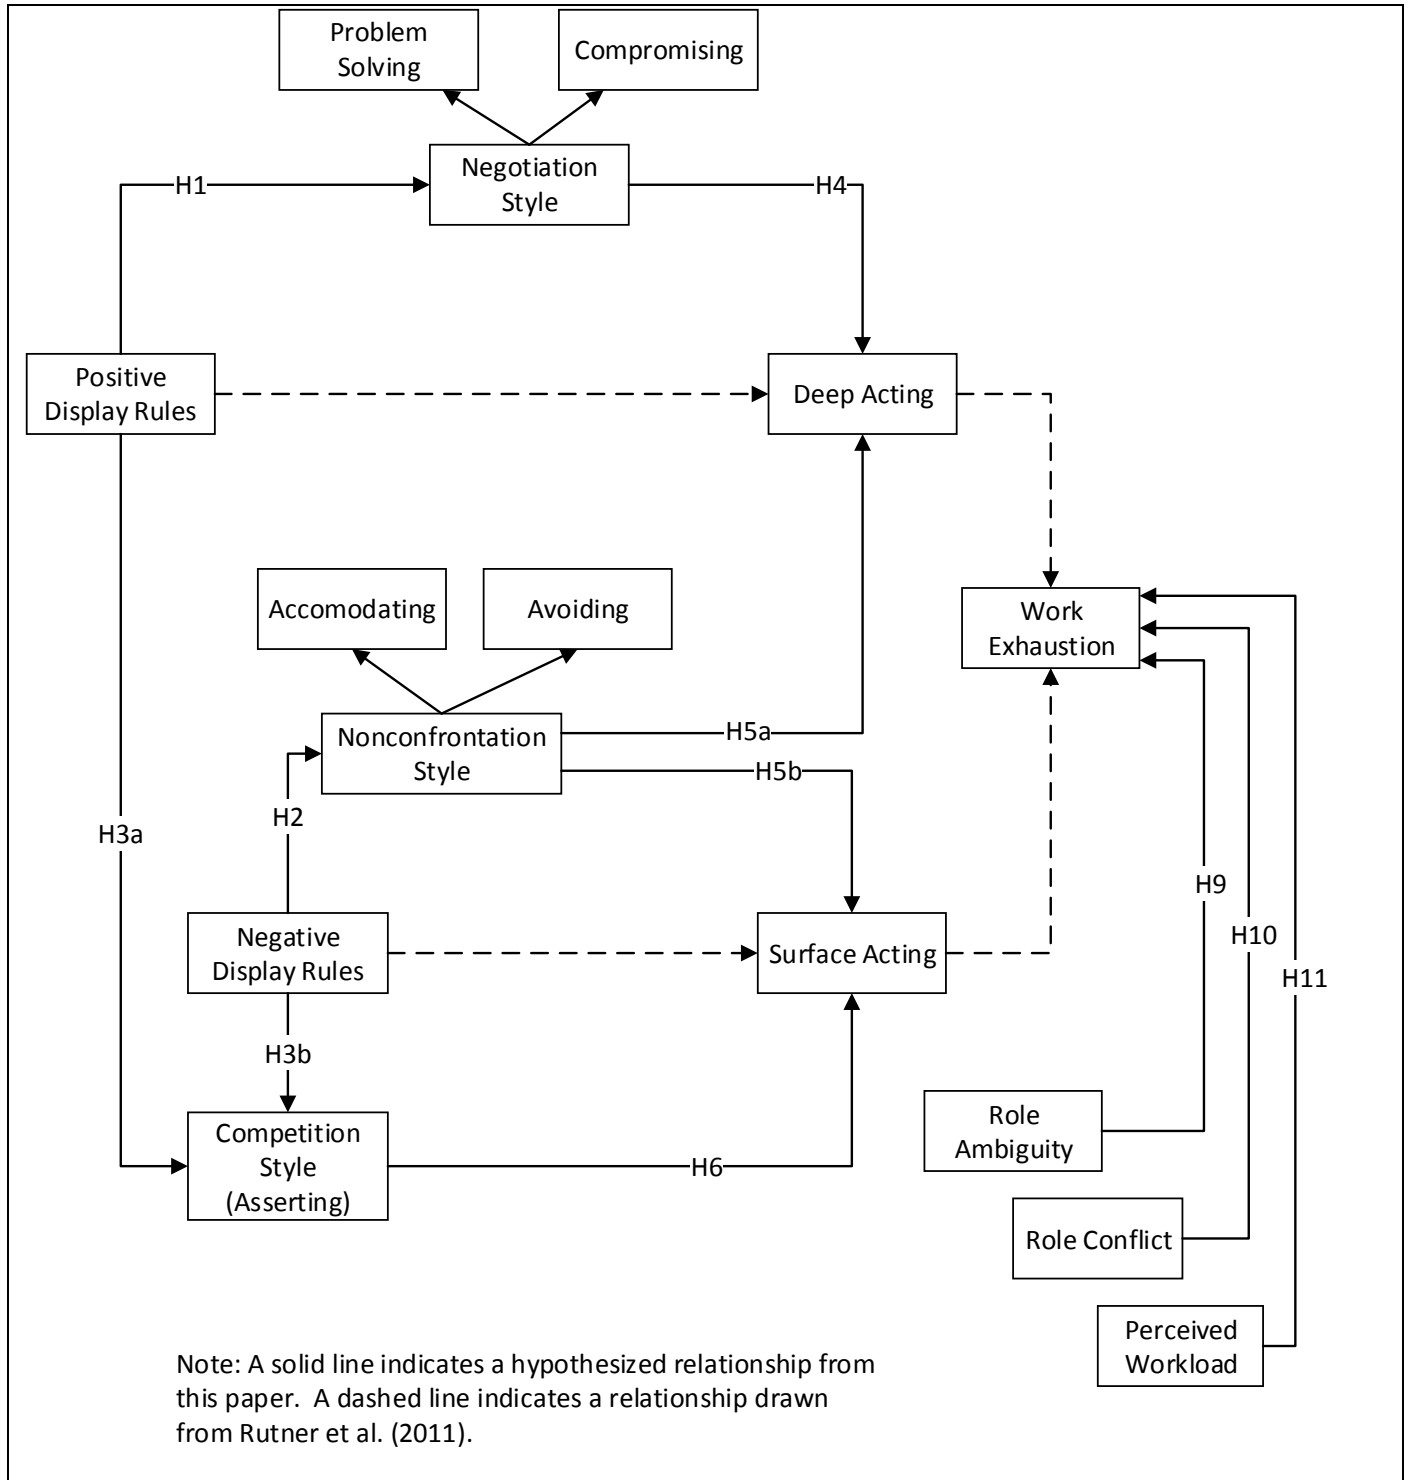 Problem
Solving
Compromising
Negotiation
Style
H1
H4
Positive
Display Rules
Deep Acting
Accomodating
Avoiding
Work
Exhaustion
Nonconfrontation
Style
H5a
H5b
H2
H3a
H9
Negative
Display Rules
Surface Acting
H10
H11
H3b
Competition
Style
(Asserting)
H6
Role
Ambiguity
Role Conflict
Perceived
Workload
Note: A solid line indicates a hypothesized relationship from
this paper. A dashed line indicates a relationship drawn
from Rutner et al. (2011).